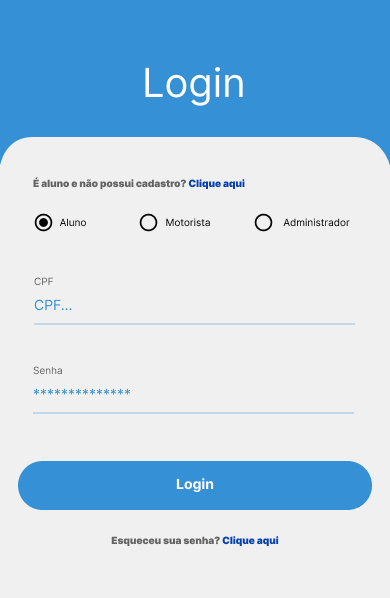 Login
É aluno e não possui cadastro? Clique aqui
Aluno Motorista Administrador
CPF
CPF...
Senha
**************
Login
Esqueceu sua senha? Clique aqui